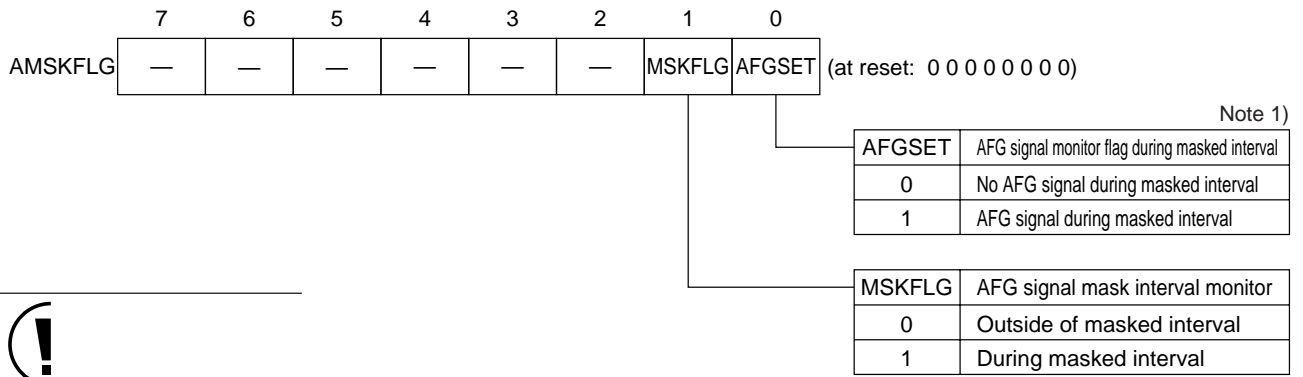 7 6 5 4 3 2 1 0
AMSKFLG — — — — — — MSKFLG AFGSET (at reset: 0 0 0 0 0 0 0 0)
Note 1)
AFGSET AFG signal monitor flag during masked interval
0 No AFG signal during masked interval
1 AFG signal during masked interval
MSKFLG AFG signal mask interval monitor
0 Outside of masked interval
1 During masked interval
!